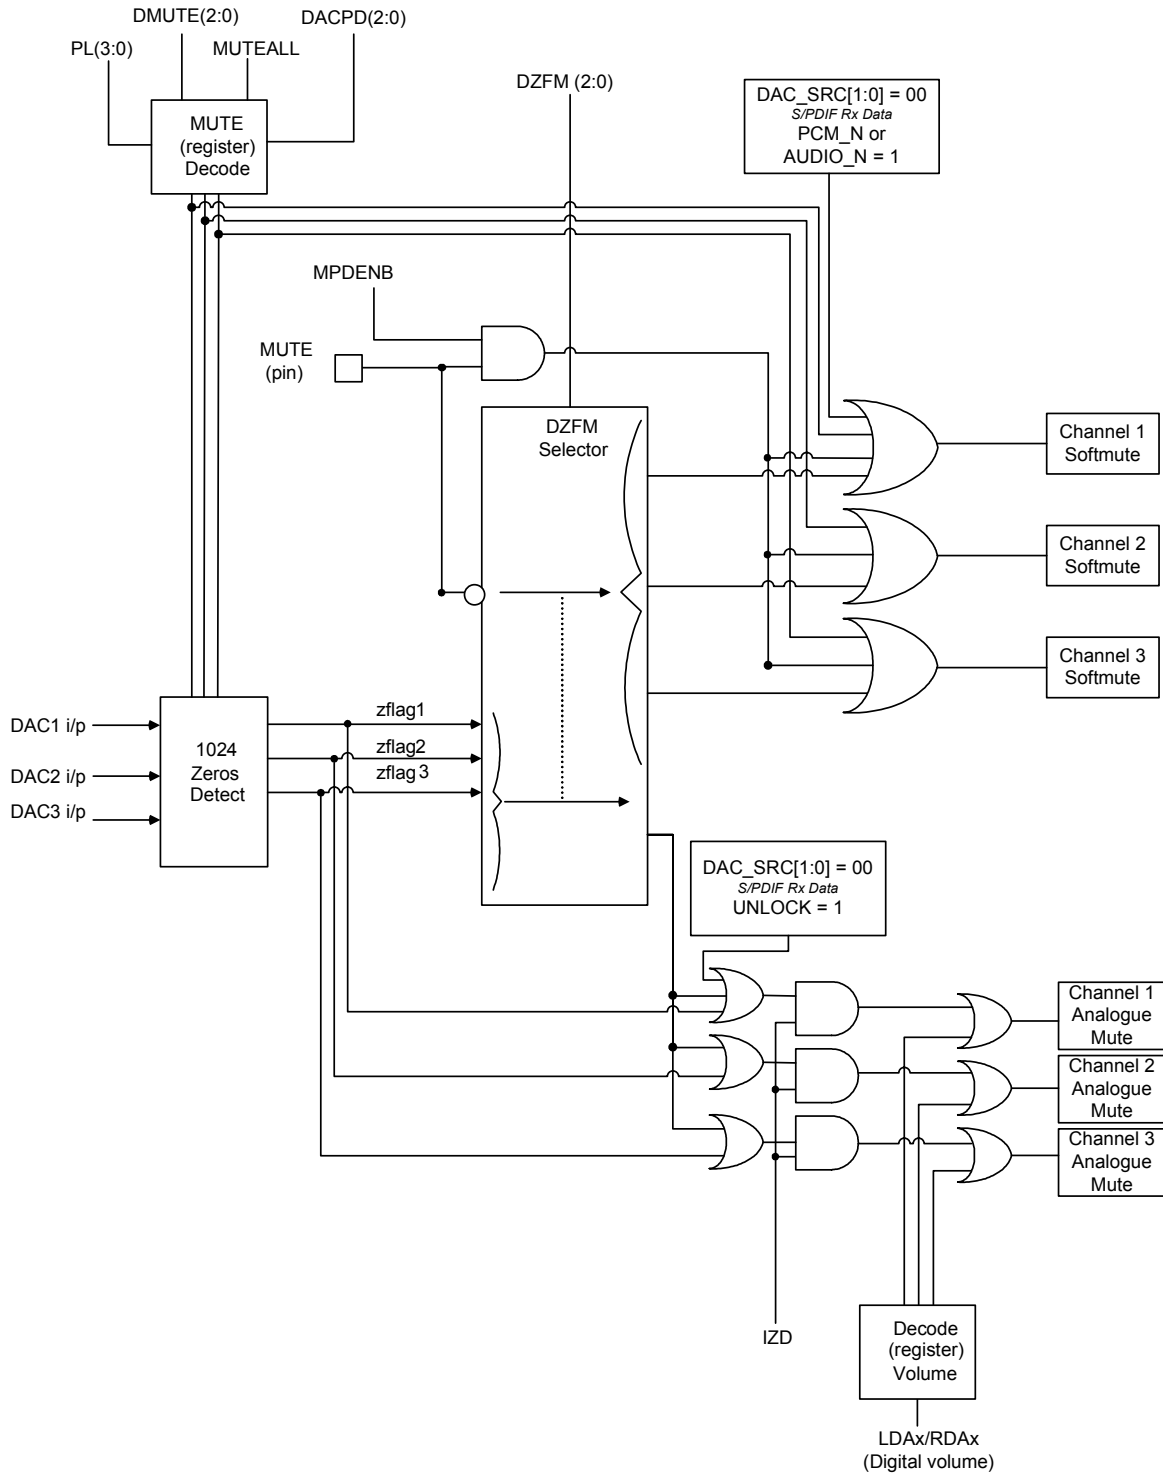 DMUTE(2:0)
DACPD(2:0)
PL(3:0)
MUTEALL
MUTE
(register)
Decode
DZFM (2:0)
DAC_SRC[1:0] = 00
S/PDIF Rx Data
PCM_N or
AUDIO_N = 1
MPDENB
MUTE
(pin)
DZFM
Selector
Channel 1
Softmute
Channel 2
Softmute
Channel 3
Softmute
DAC1 i/p
DAC2 i/p
DAC3 i/p
1024
Zeros
Detect
zflag1
zflag2
zflag3
DAC_SRC[1:0] = 00
S/PDIF Rx Data
UNLOCK = 1
Channel 1
Analogue
Mute
Channel 2
Analogue
Mute
Channel 3
Analogue
Mute
IZD
Decode
(register)
Volume
LDAx/RDAx
(Digital volume)